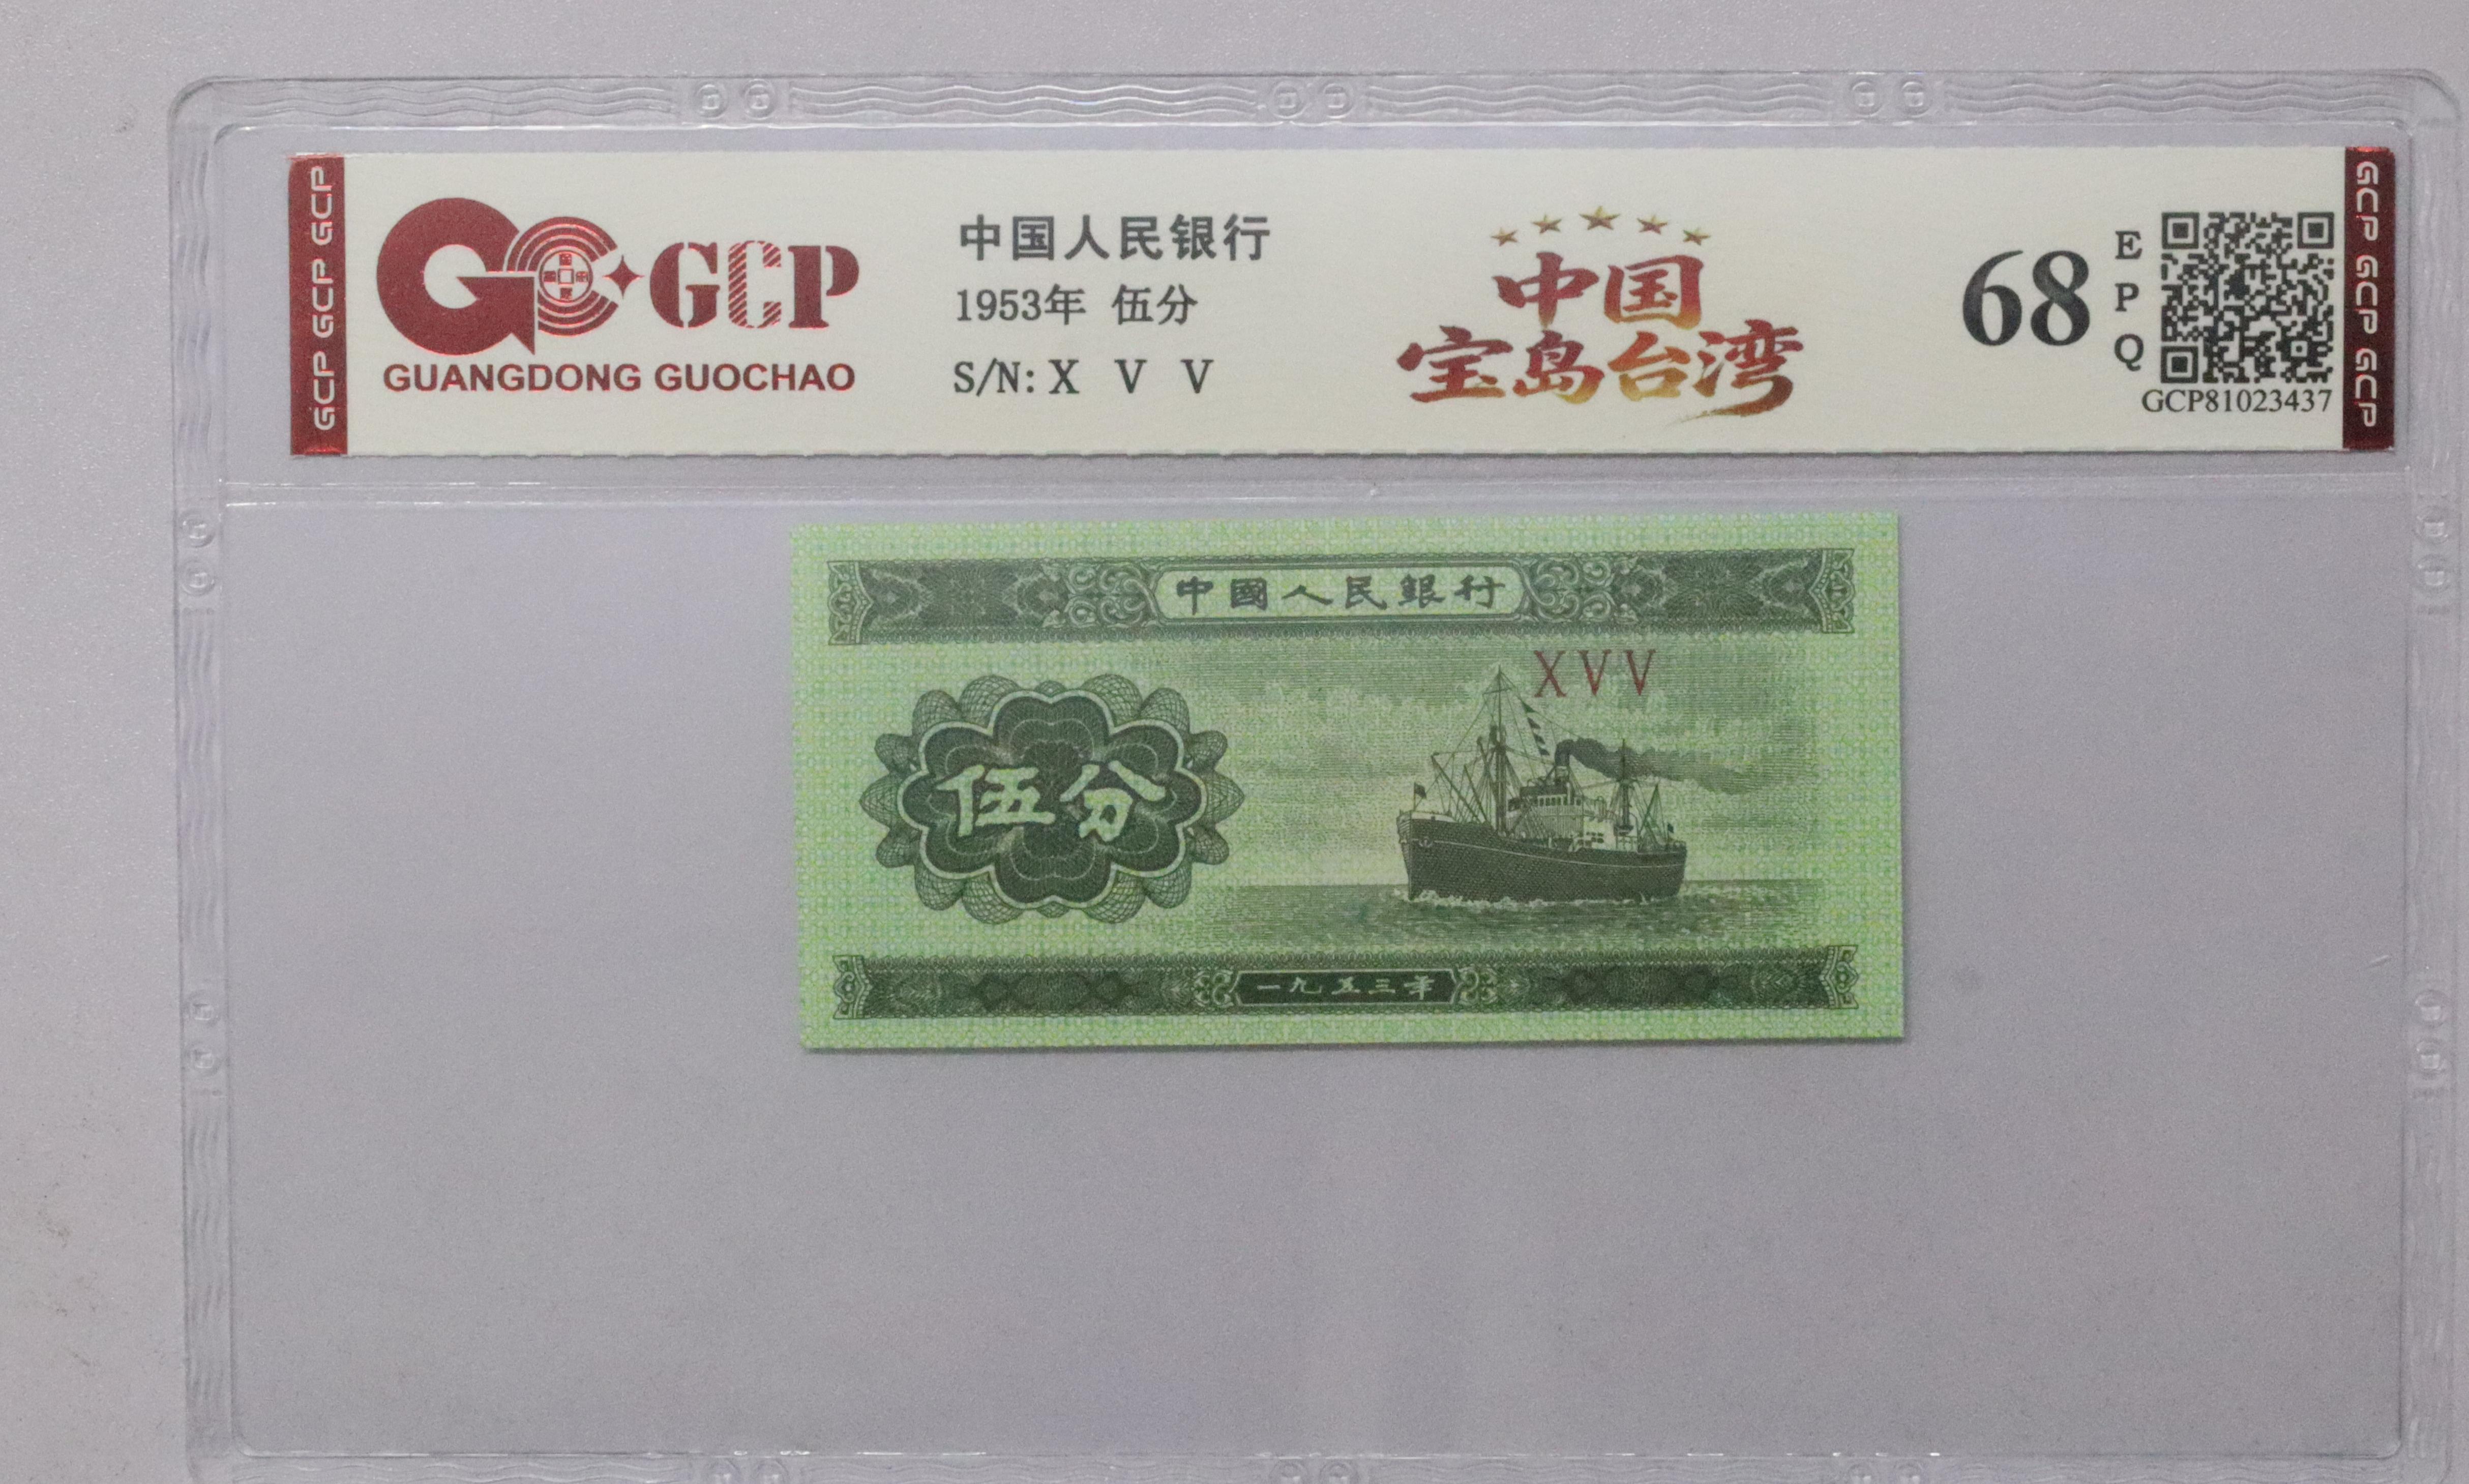 GCP GCP GCP
GCP
GUANGDONG GUOCHAO
中国人民银行
1953年 伍分
S/N: X V V
中国
宝岛台湾
68
E
P
Q
GCP81023437
GCP GCP GCP
中國人民銀行
XVV
伍分
一九五三年